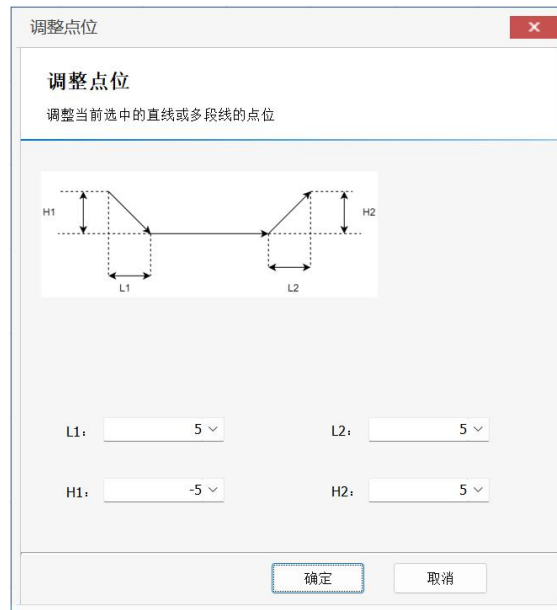 调整点位
调整点位
调整当前选中的直线或多段线的点位
H1
H2
L1
L2
L1: 5
L2: 5
H1: -5
H2: 5
确定
取消